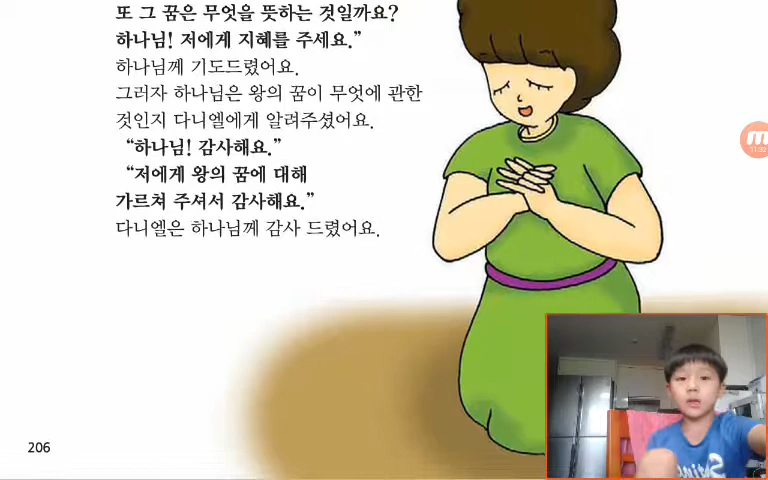 또 그 꿈은 무엇을 뜻하는 것일까요?
하나님! 저에게 지혜를 주세요.”
하나님께 기도드렸어요.
그러자 하나님은 왕의 꿈이 무엇에 관한
것인지 다니엘에게 알려주셨어요.
“하나님! 감사해요.”
“저에게 왕의 꿈에 대해
가르쳐 주셔서 감사해요.”
다니엘은 하나님께 감사 드렸어요.
206